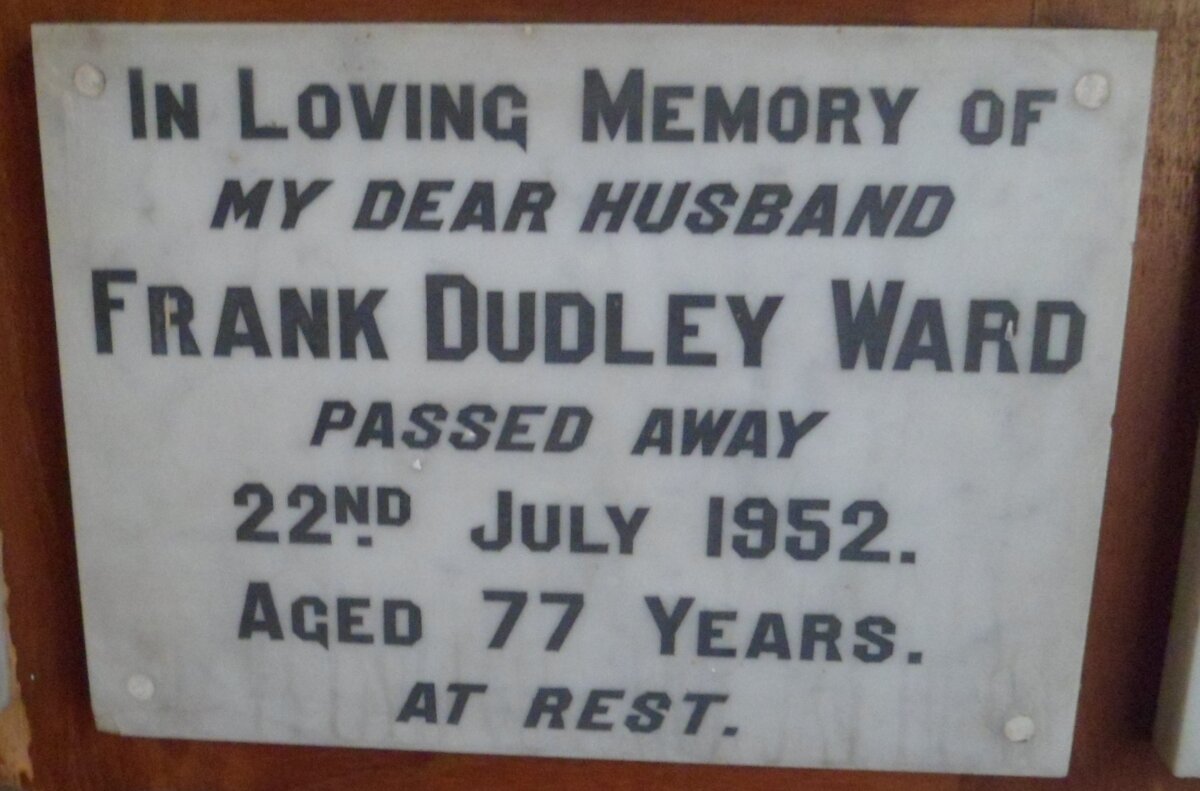 IN LOVING MEMORY OF
MY DEAR HUSBAND
FRANK DUDLEY WARD
PASSED AWAY
22ND. JULY 1952.
AGED 77 YEARS.
AT REST.